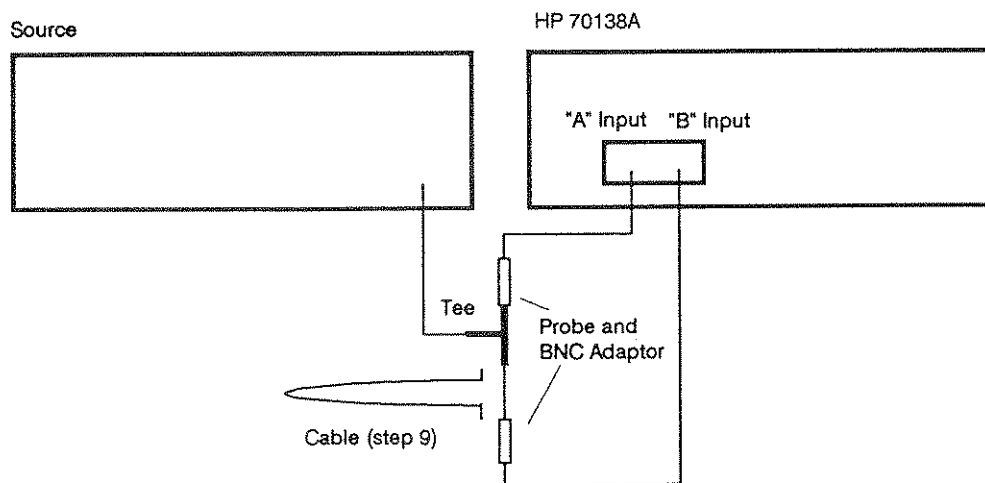 Source
HP 70138A
"A" Input "B" Input
Tee
Probe and
BNC Adaptor
Cable (step 9)